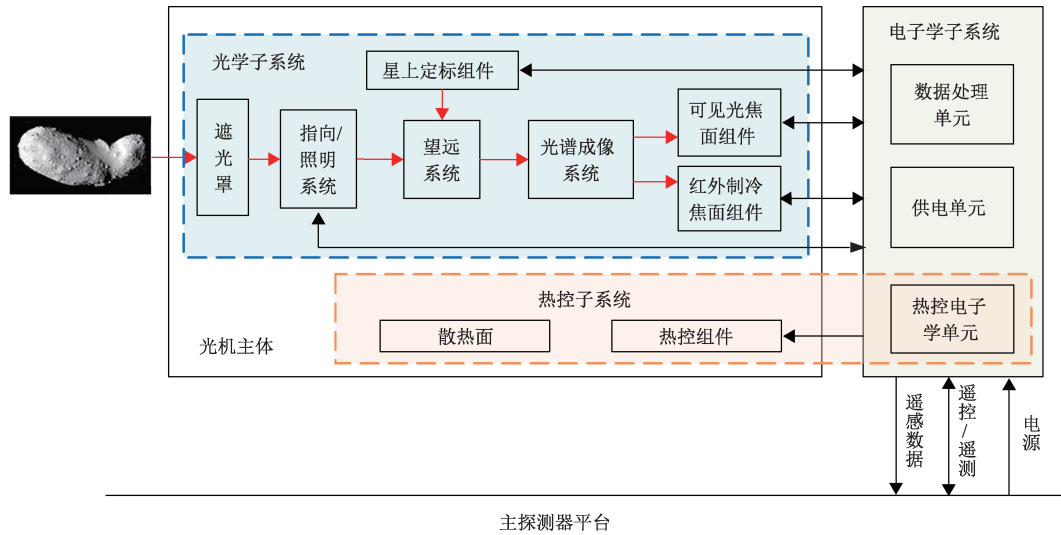 光学子系统
星上定标组件
遮
光
罩
指向/
照明
系统
望远
系统
光谱成像
系统
可见光焦
面组件
红外制冷
焦面组件
电子学子系统
数据处理
单元
供电单元
热控子系统
散热面
热控组件
热控电子
学单元
光机主体
遥感数据
遥控/遥测
电源
主探测器平台